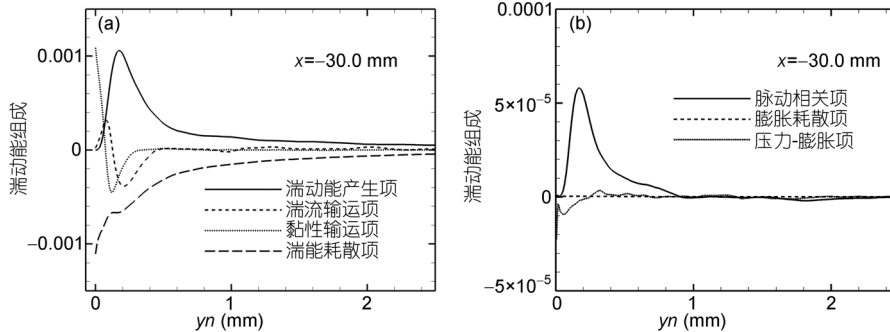 (a)
x=−30.0 mm
0.001
0
−0.001
湍动能组成
湍动能产生项
湍流输运项
黏性输运项
湍能耗散项
0
1
2
yn (mm)
(b)
x=−30.0 mm
0.0001
5×10⁻⁵
0
−5×10⁻⁵
湍动能组成
脉动相关项
膨胀耗散项
压力-膨胀项
0
1
2
yn (mm)